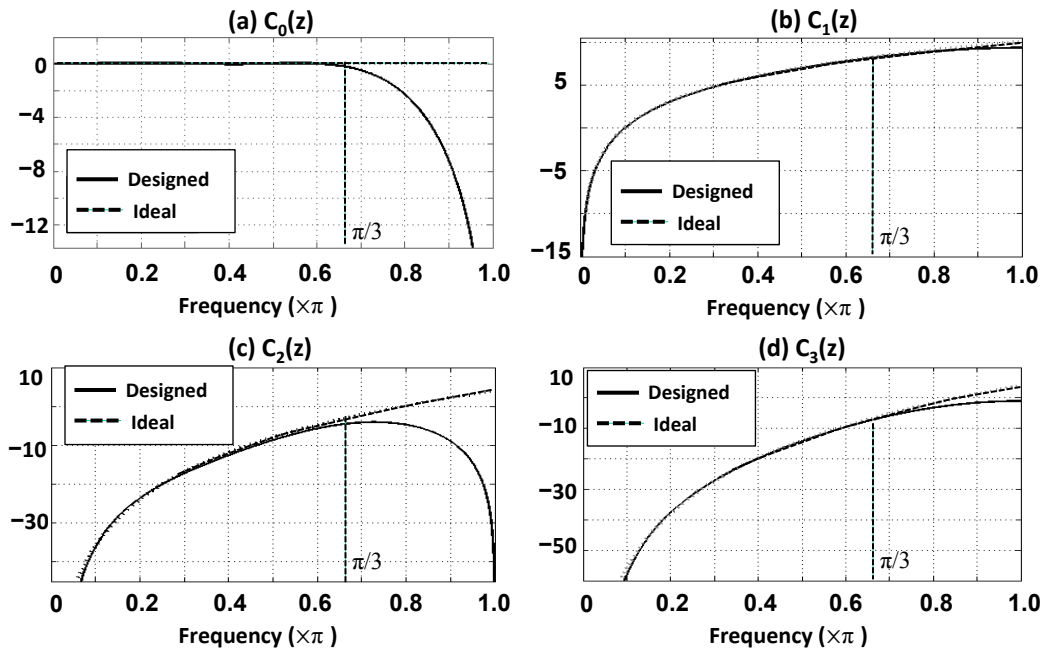 (a) C₀(z)
0
−4
−8
−12
Designed
Ideal
π/3
0 0.2 0.4 0.6 0.8 1.0
Frequency (×π )
(b) C₁(z)
5
−5
−15
Designed
Ideal
π/3
0 0.2 0.4 0.6 0.8 1.0
Frequency (×π )
(c) C₂(z)
10
−10
−30
Designed
Ideal
π/3
0 0.2 0.4 0.6 0.8 1.0
Frequency (×π )
(d) C₃(z)
10
−10
−30
−50
Designed
Ideal
π/3
0 0.2 0.4 0.6 0.8 1.0
Frequency (×π )